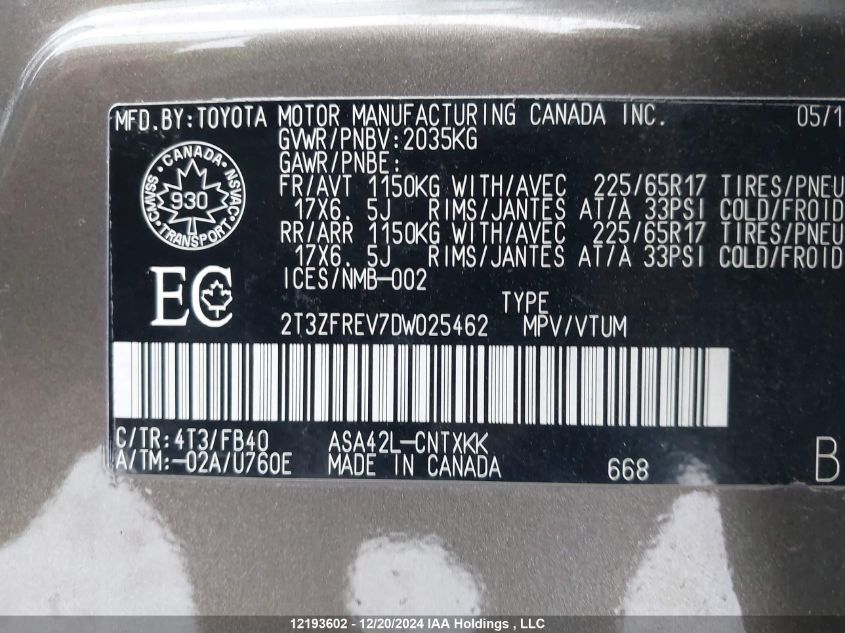 MFD.BY:TOYOTA MOTOR MANUFACTURING CANADA INC. 05/1
GVWR/PNBV:2035KG
GAWR/PNBE:
FR/AVT 1150KG WITH/AVEC 225/65R17 TIRES/PNEU
17X6.5J RIMS/JANTES AT/A 33PSI COLD/FROID
RR/ARR 1150KG WITH/AVEC 225/65R17 TIRES/PNEU
17X6.5J RIMS/JANTES AT/A 33PSI COLD/FROID
ICES/NMB-002
CANADA
CMVSS 930 NSVAC
TRANSPORT
EC
TYPE
2T3ZFREV7DW025462 MPV/VTUM
C/TR:4T3/FB40 ASA42L-CNTXKK
A/TM:-02A/U760E MADE IN CANADA 668 B
12193602 - 12/20/2024 IAA Holdings , LLC